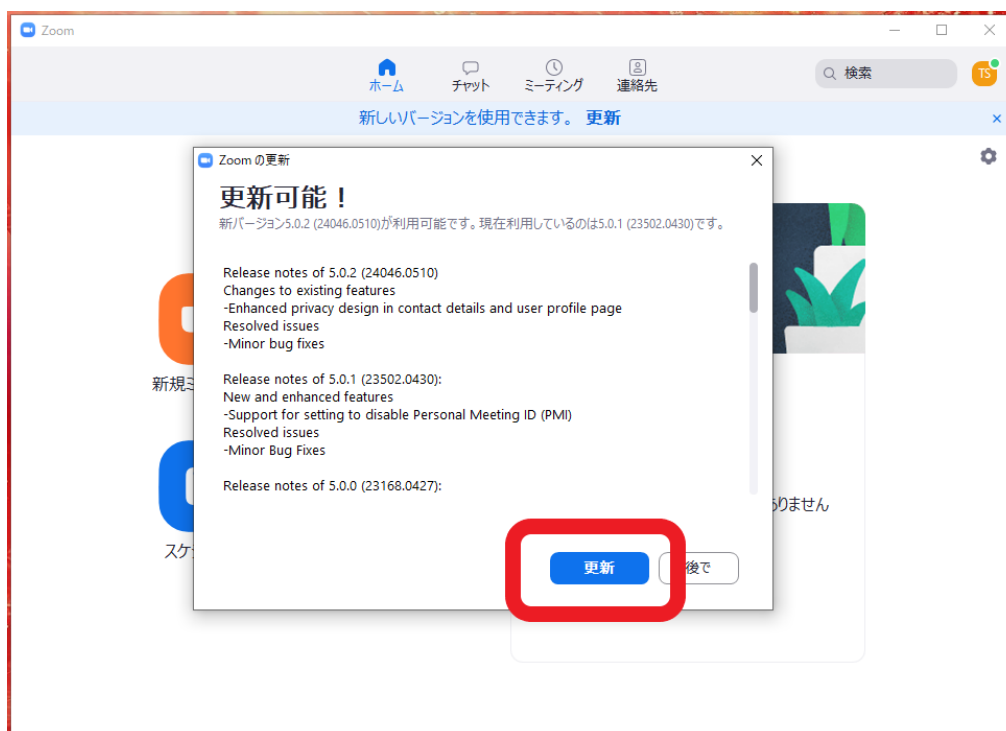 Zoom
ホーム
チャット
ミーティング
連絡先
検索
TS
新しいバージョンを使用できます。 更新
Zoom の更新
更新可能！
新バージョン5.0.2 (24046.0510)が利用可能です。現在利用しているのは5.0.1 (23502.0430)です。
Release notes of 5.0.2 (24046.0510)
Changes to existing features
-Enhanced privacy design in contact details and user profile page
Resolved issues
-Minor bug fixes
Release notes of 5.0.1 (23502.0430):
New and enhanced features
-Support for setting to disable Personal Meeting ID (PMI)
Resolved issues
-Minor Bug Fixes
Release notes of 5.0.0 (23168.0427):
新規ミ
りません
スケ
更新
後で